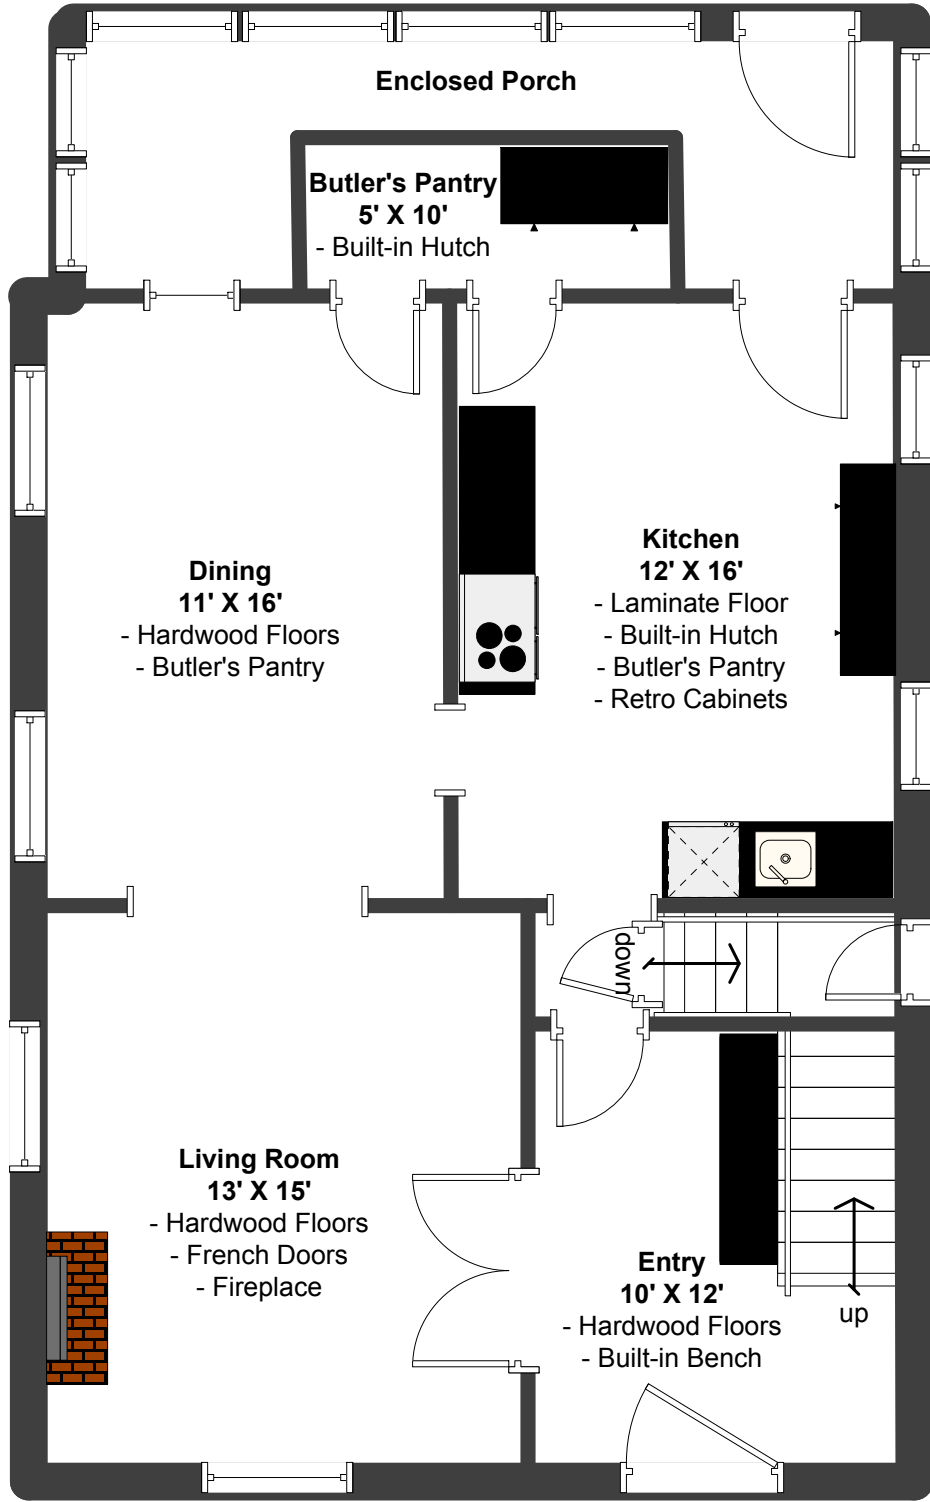 Enclosed Porch
Butler's Pantry
5' X 10'
- Built-in Hutch
Dining
11' X 16'
- Hardwood Floors
- Butler's Pantry
Kitchen
12' X 16'
- Laminate Floor
- Built-in Hutch
- Butler's Pantry
- Retro Cabinets
down
Living Room
13' X 15'
- Hardwood Floors
- French Doors
- Fireplace
Entry
10' X 12'
- Hardwood Floors
- Built-in Bench
up